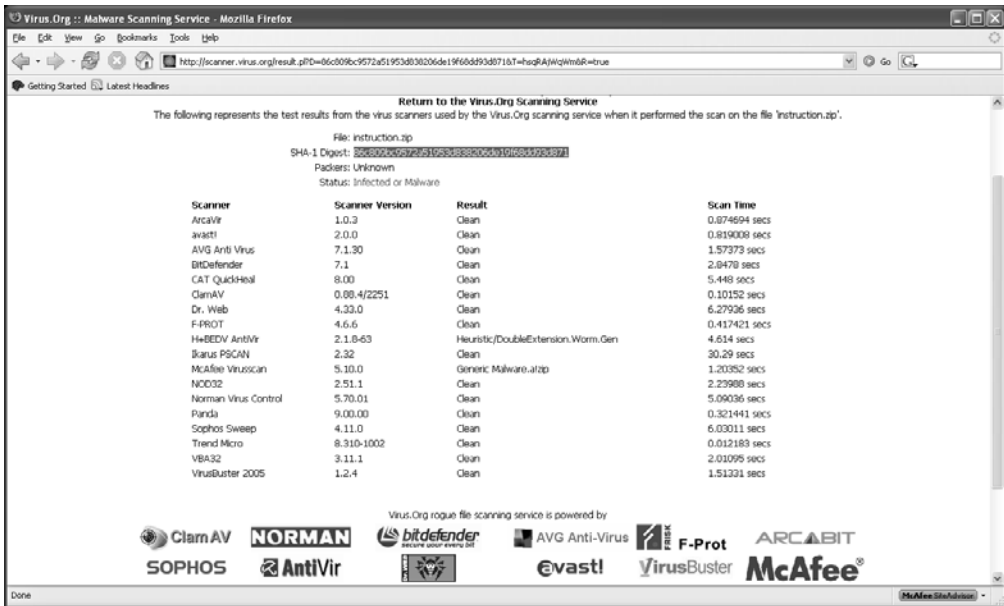 Virus.Org :: Malware Scanning Service - Mozilla Firefox
File Edit View Go Bookmarks Tools Help
http://scanner.virus.org/result.pl?D=86c809bc9572a51953d838206de19f68dd93d871&T=hsqRAjWqWm&R=true
Go
Getting Started Latest Headlines
Return to the Virus.Org Scanning Service
The following represents the test results from the virus scanners used by the Virus.Org scanning service when it performed the scan on the file 'instruction.zip'.
File: instruction.zip
SHA-1 Digest: 86c809bc9572a51953d838206de19f68dd93d871
Packers: Unknown
Status: Infected or Malware
Scanner Scanner Version Result Scan Time
ArcaVir 1.0.3 Clean 0.874694 secs
avast! 2.0.0 Clean 0.819008 secs
AVG Anti Virus 7.1.30 Clean 1.57373 secs
BitDefender 7.1 Clean 2.8478 secs
CAT QuickHeal 8.00 Clean 5.448 secs
ClamAV 0.88.4/2251 Clean 0.10152 secs
Dr. Web 4.33.0 Clean 6.27936 secs
F-PROT 4.6.6 Clean 0.417421 secs
H+BEDV AntiVir 2.1.8-63 Heuristic/DoubleExtension.Worm.Gen 4.614 secs
Ikarus PSCAN 2.32 Clean 30.29 secs
McAfee Virusscan 5.10.0 Generic Malware.a!zip 1.20352 secs
NOD32 2.51.1 Clean 2.23988 secs
Norman Virus Control 5.70.01 Clean 5.09036 secs
Panda 9.00.00 Clean 0.321441 secs
Sophos Sweep 4.11.0 Clean 6.03011 secs
Trend Micro 8.310-1002 Clean 0.012183 secs
VBA32 3.11.1 Clean 2.01095 secs
VirusBuster 2005 1.2.4 Clean 1.51331 secs
Virus.Org rogue file scanning service is powered by
Clam AV NORMAN bitdefender secure your every bit AVG Anti-Virus FRISK F-Prot ARCABIT
SOPHOS AntiVir Dr.WEB avast! VirusBuster McAfee®
Done McAfee SiteAdvisor